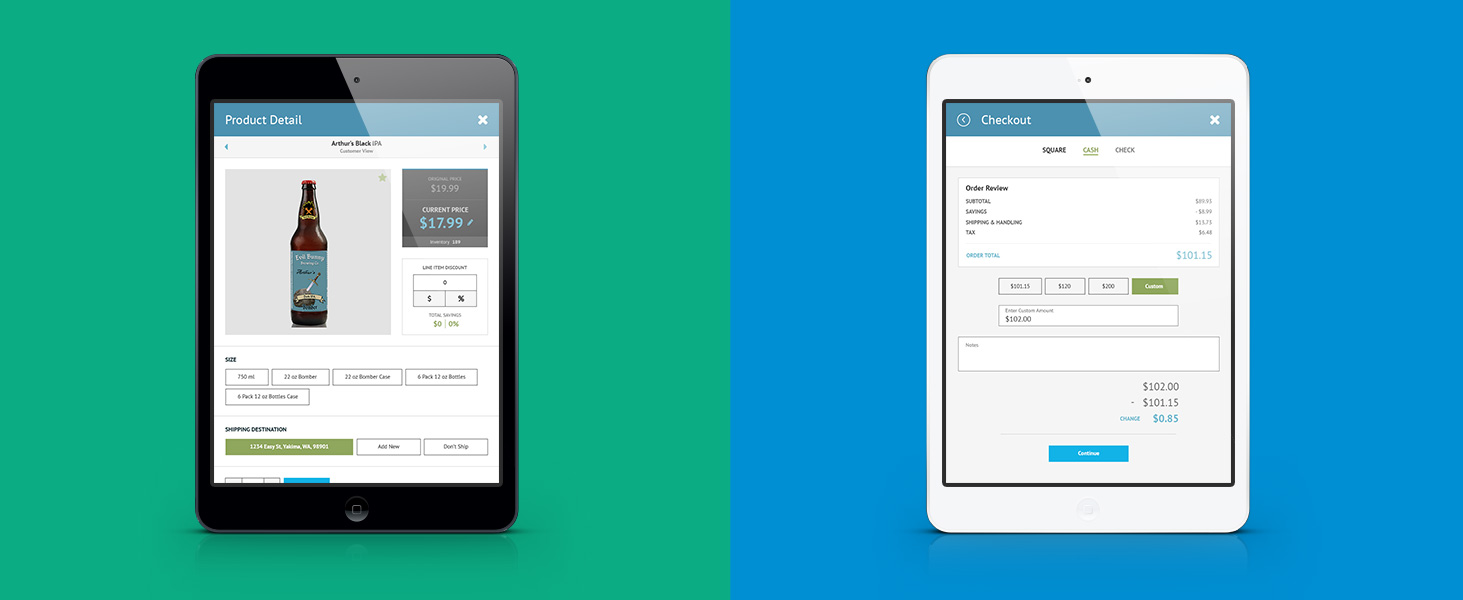 Product Detail
Arthur's Black IPA
Customer View
ORIGINAL PRICE
$19.99
CURRENT PRICE
$17.99
Inventory 189
LINE ITEM DISCOUNT
0
$ %
TOTAL SAVINGS
$0 | 0%
Evil Bunny
Arthur's
SIZE
750 ml
22 oz Bomber
22 oz Bomber Case
6 Pack 12 oz Bottles
6 Pack 12 oz Bottles Case
SHIPPING DESTINATION
1234 Easy St, Yakima, WA, 98901
Add New
Don't Ship
Checkout
SQUARE
CASH
CHECK
Order Review
SUBTOTAL $89.93
SAVINGS - $8.99
SHIPPING & HANDLING $13.73
TAX $6.48
ORDER TOTAL $101.15
$101.15
$120
$200
Custom
Enter Custom Amount
$102.00
Notes
$102.00
- $101.15
CHANGE $0.85
Continue